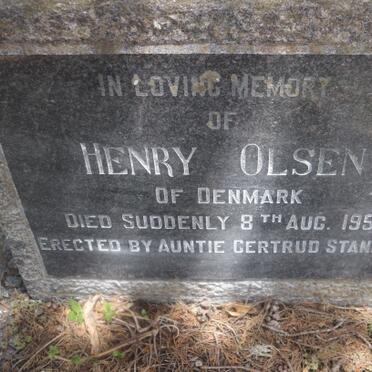 IN LOVING MEMORY
OF
HENRY OLSEN
OF DENMARK
DIED SUDDENLY 8TH AUG. 195
ERECTED BY AUNTIE GERTRUD STAN